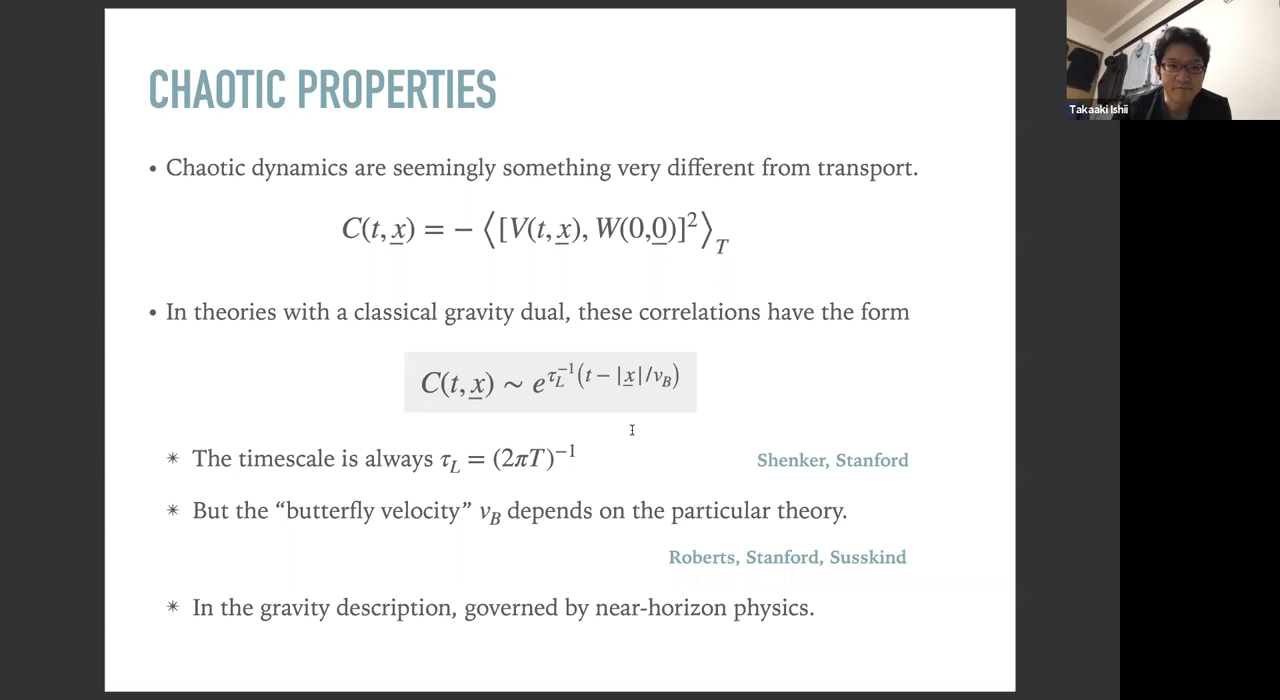 CHAOTIC PROPERTIES
Takaaki Ishii
• Chaotic dynamics are seemingly something very different from transport.
C(t, x) = − ⟨[V(t, x), W(0,0)]²⟩_T
• In theories with a classical gravity dual, these correlations have the form
C(t, x) ∼ e^{τ_L^{−1}(t − |x|/v_B)}
* The timescale is always τ_L = (2πT)^{−1}
Shenker, Stanford
* But the “butterfly velocity” v_B depends on the particular theory.
Roberts, Stanford, Susskind
* In the gravity description, governed by near-horizon physics.